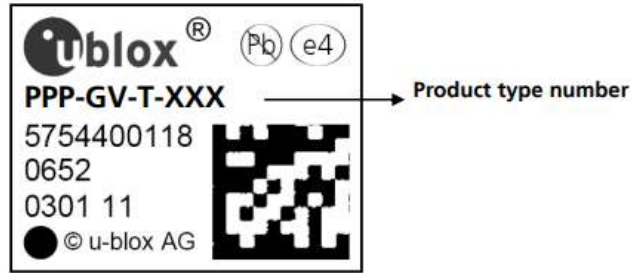 ublox ® Pb e4
PPP-GV-T-XXX
Product type number
5754400118
0652
0301 11
© u-blox AG